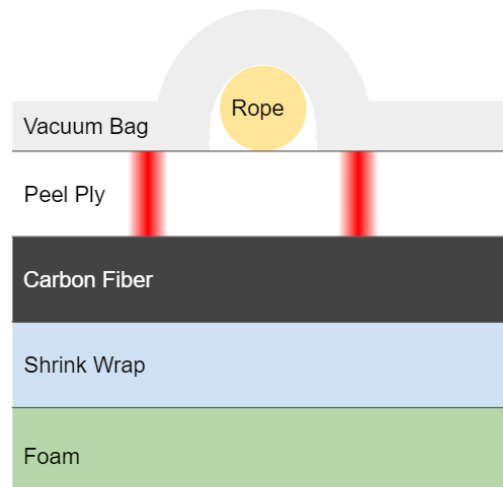 Rope
Vacuum Bag
Peel Ply
Carbon Fiber
Shrink Wrap
Foam